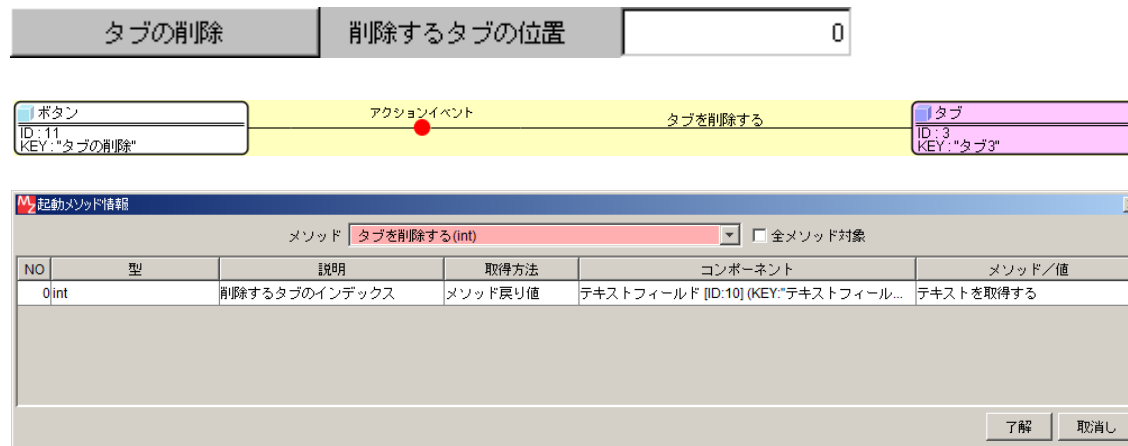 タブの削除 削除するタブの位置 0
ボタン アクションイベント タブを削除する タブ
ID : 11 ID : 3
KEY : "タブの削除" KEY : "タブ3"
起動メソッド情報
メソッド タブを削除する(int) 全メソッド対象
NO 型 説明 取得方法 コンポーネント メソッド/値
0 int 削除するタブのインデックス メソッド戻り値 テキストフィールド [ID:10] (KEY:"テキストフィール... テキストを取得する
了解 取消し